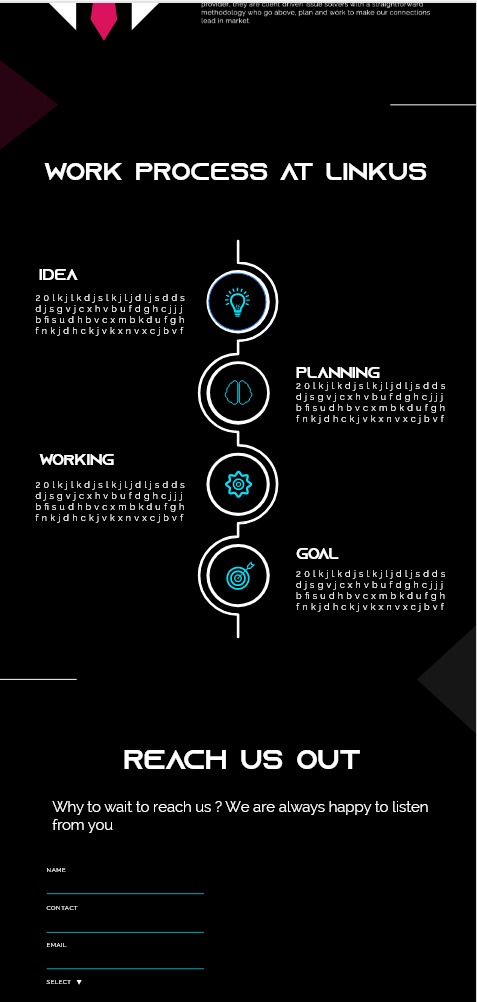 provider, they are client driven issue solvers with a straightforward
methodology who go above, plan and work to make our connections
lead in market.
WORK PROCESS AT LINKUS
IDEA
20lkjlkdjslkjljdljsdds
djsgvjcxhvbufdghcjjj
bfisudhbvcxmbkdufgh
fnkjdhckjvkxnvxcjbvf
PLANNING
20lkjlkdjslkjljdljsdds
djsgvjcxhvbufdghcjjj
bfisudhbvcxmbkdufgh
fnkjdhckjvkxnvxcjbvf
WORKING
20lkjlkdjslkjljdljsdds
djsgvjcxhvbufdghcjjj
bfisudhbvcxmbkdufgh
fnkjdhckjvkxnvxcjbvf
GOAL
20lkjlkdjslkjljdljsdds
djsgvjcxhvbufdghcjjj
bfisudhbvcxmbkdufgh
fnkjdhckjvkxnvxcjbvf
REACH US OUT
Why to wait to reach us ? We are always happy to listen
from you
NAME
CONTACT
EMAIL
SELECT ▼